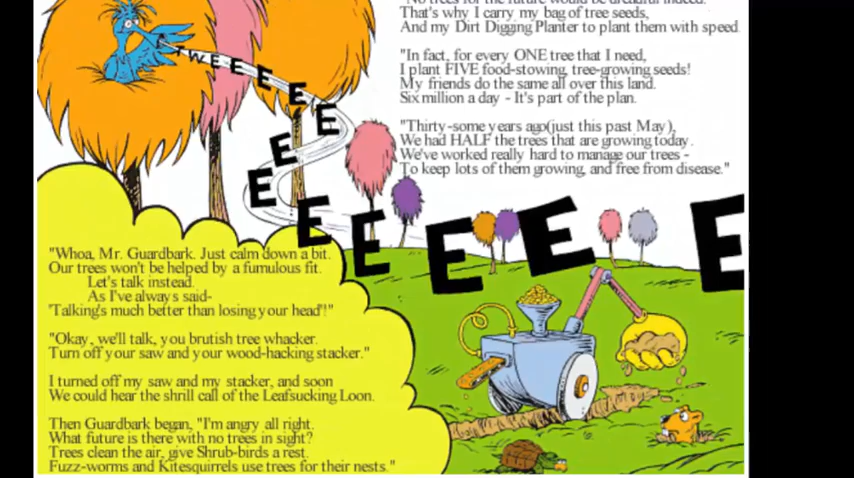 "No trees for the future would be dreadful indeed.
That's why I carry my bag of tree seeds,
And my Dirt Digging Planter to plant them with speed
"In fact, for every ONE tree that I need,
I plant FIVE food-stowing, tree-growing seeds!
My friends do the same all over this land.
Six million a day - It's part of the plan.
"Thirty-some years ago(just this past May),
We had HALF the trees that are growing today.
We've worked really hard to manage our trees -
To keep lots of them growing, and free from disease."
TWEEEEEEEEEEEE
"Whoa, Mr. Guardbark. Just calm down a bit.
Our trees won't be helped by a fumulous fit.
Let's talk instead.
As I've always said-
'Talking's much better than losing your head'!"
"Okay, we'll talk, you brutish tree whacker.
Turn off your saw and your wood-hacking stacker."
I turned off my saw and my stacker, and soon
We could hear the shrill call of the Leafsucking Loon.
Then Guardbark began, "I'm angry all right.
What future is there with no trees in sight?
Trees clean the air, give Shrub-birds a rest.
Fuzz-worms and Kitesquirrels use trees for their nests."